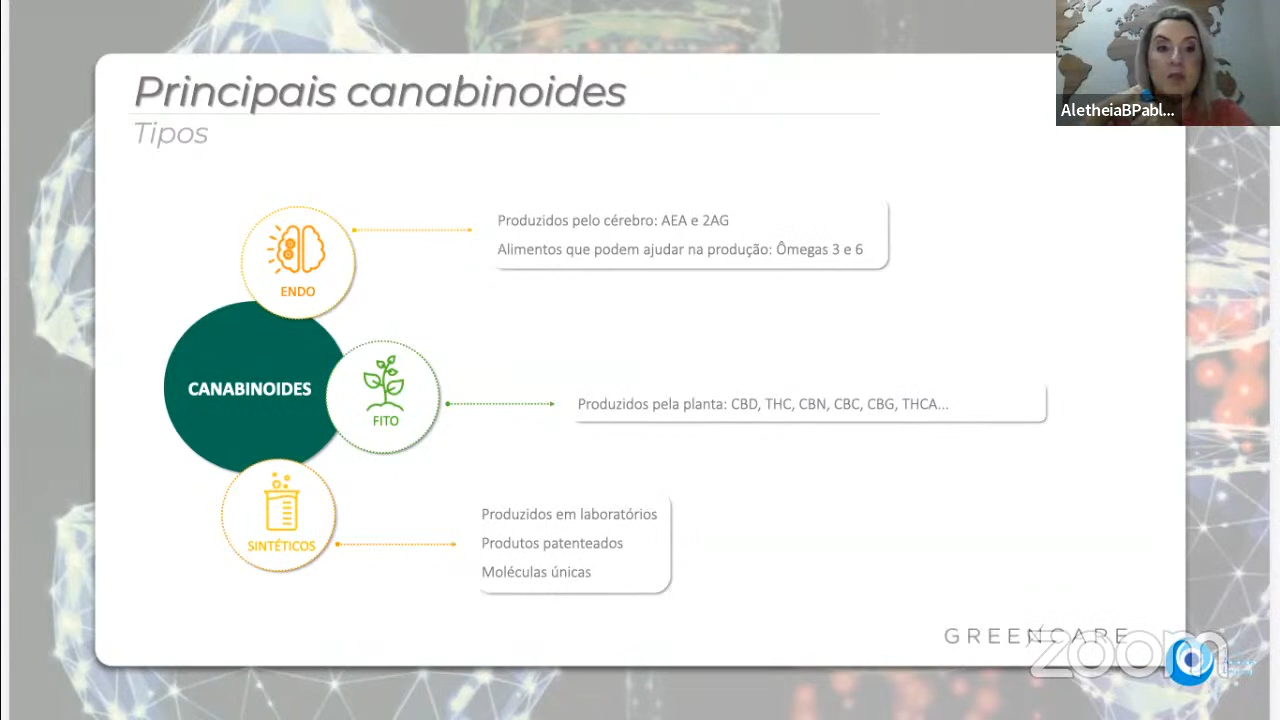 Principais canabinoides
Tipos
AletheiaBPabl...
Produzidos pelo cérebro: AEA e 2AG
Alimentos que podem ajudar na produção: Ômegas 3 e 6
ENDO
CANABINOIDES
FITO
Produzidos pela planta: CBD, THC, CBN, CBC, CBG, THCA...
SINTÉTICOS
Produzidos em laboratórios
Produtos patenteados
Moléculas únicas
GREENCARE
zoom